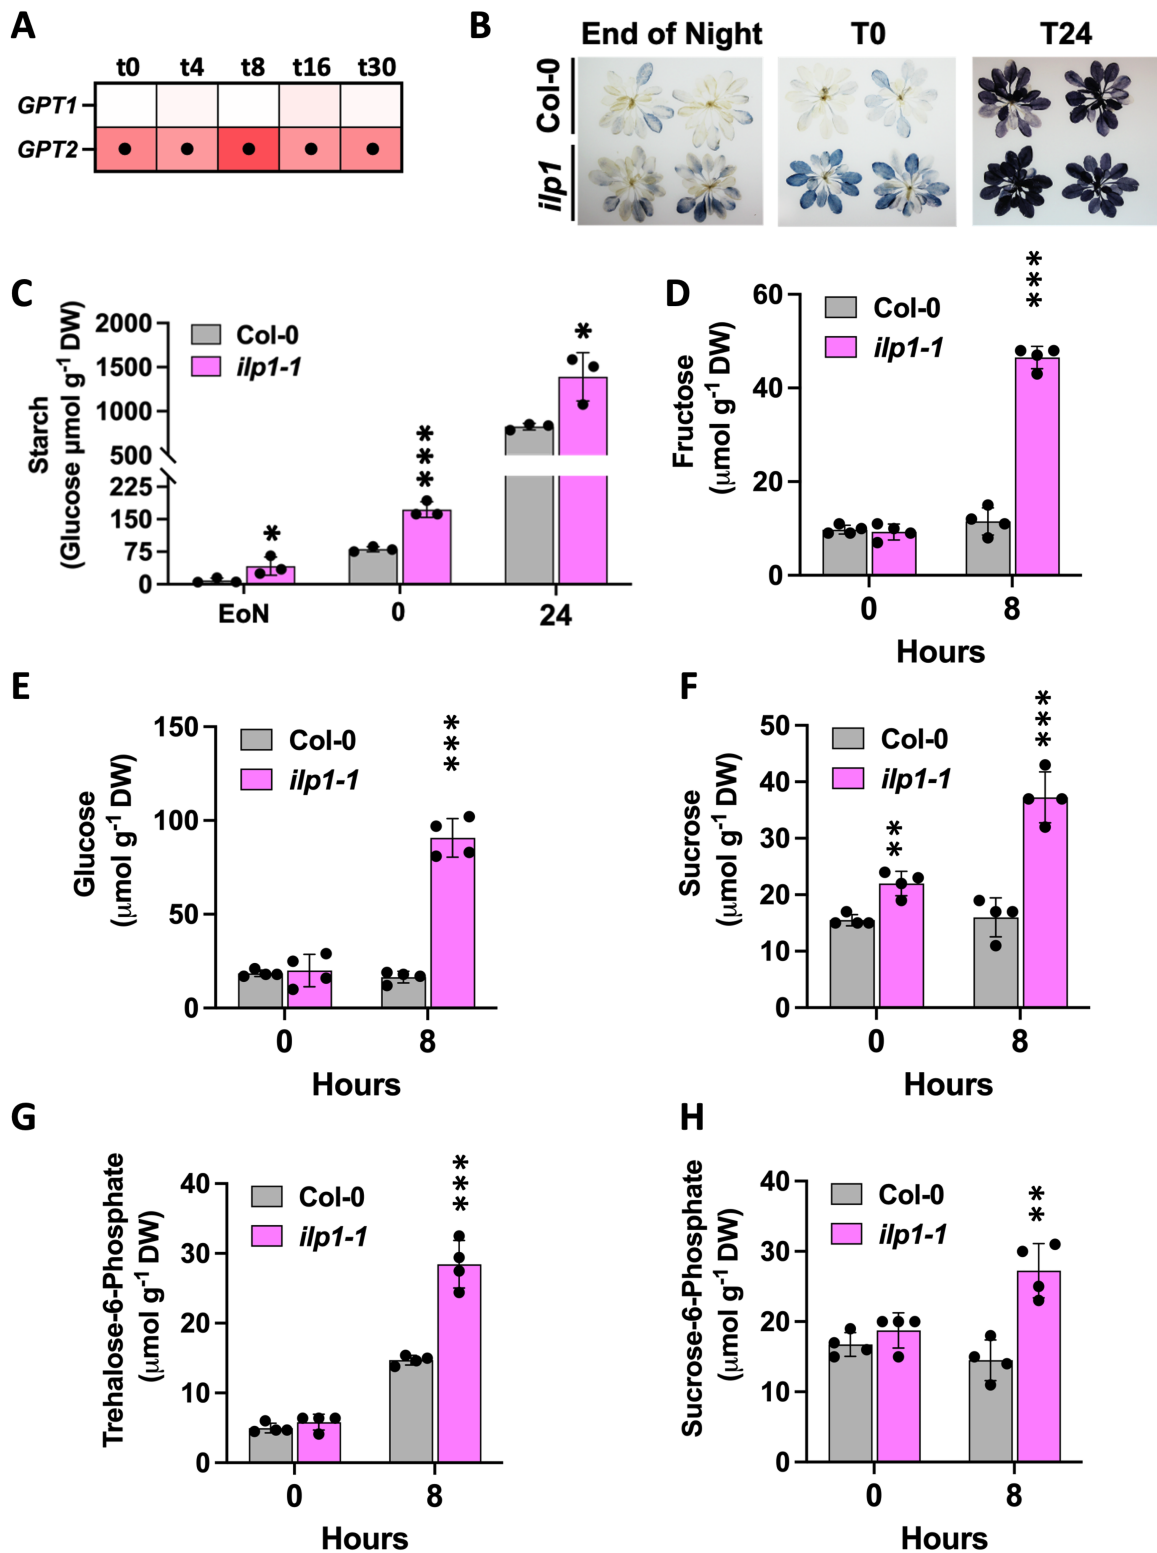 A
t0 t4 t8 t16 t30
GPT1
GPT2
B
End of Night T0 T24
Col-0
ilp1
C
Starch
(Glucose µmol g-1 DW)
2000
1500
1000
500
225
150
75
0
Col-0
ilp1-1
*
***
*
EoN 0 24
D
Fructose
(µmol g-1 DW)
60
40
20
0
Col-0
ilp1-1
***
0 8
Hours
E
Glucose
(µmol g-1 DW)
150
100
50
0
Col-0
ilp1-1
***
0 8
Hours
F
Sucrose
(µmol g-1 DW)
50
40
30
20
10
0
Col-0
ilp1-1
**
***
0 8
Hours
G
Trehalose-6-Phosphate
(µmol g-1 DW)
40
30
20
10
0
Col-0
ilp1-1
***
0 8
Hours
H
Sucrose-6-Phosphate
(µmol g-1 DW)
40
30
20
10
0
Col-0
ilp1-1
**
0 8
Hours